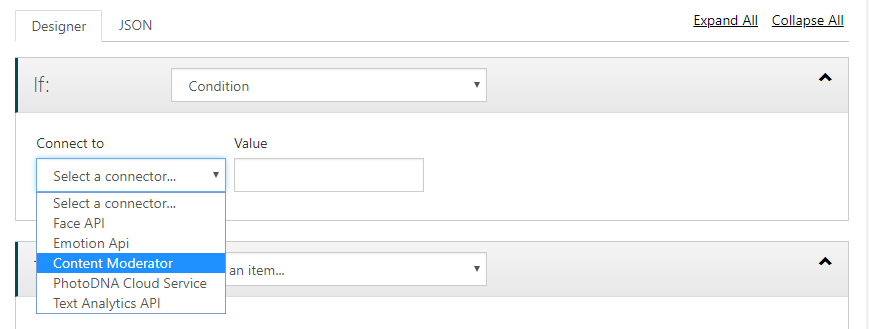 Designer JSON Expand All Collapse All
If: Condition
Connect to Value
Select a connector...
Select a connector...
Face API
Emotion Api
Content Moderator
an item...
PhotoDNA Cloud Service
Text Analytics API